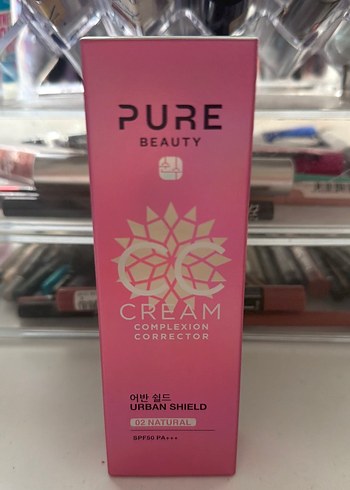 PURE
BEAUTY
CC
CREAM
COMPLEXION
CORRECTOR
어반 쉴드
URBAN SHIELD
02 NATURAL
SPF50 PA+++